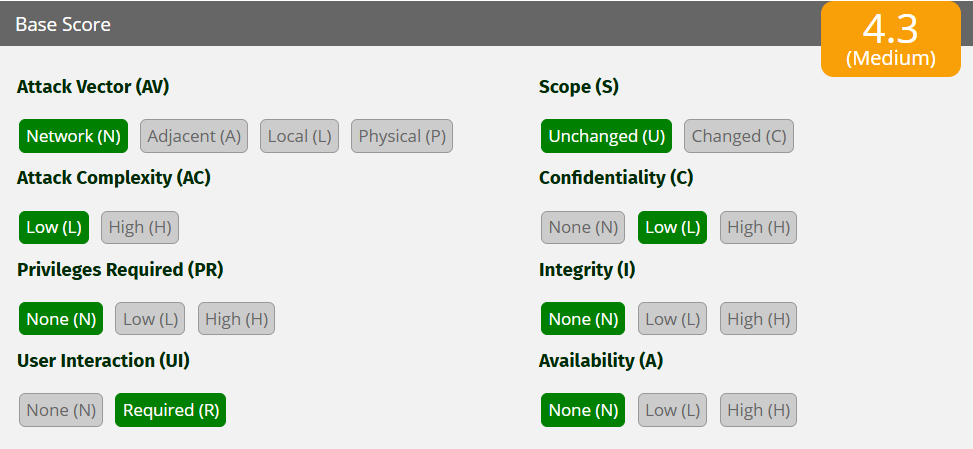 Base Score
4.3
(Medium)
Attack Vector (AV)
Network (N) Adjacent (A) Local (L) Physical (P)
Attack Complexity (AC)
Low (L) High (H)
Privileges Required (PR)
None (N) Low (L) High (H)
User Interaction (UI)
None (N) Required (R)
Scope (S)
Unchanged (U) Changed (C)
Confidentiality (C)
None (N) Low (L) High (H)
Integrity (I)
None (N) Low (L) High (H)
Availability (A)
None (N) Low (L) High (H)